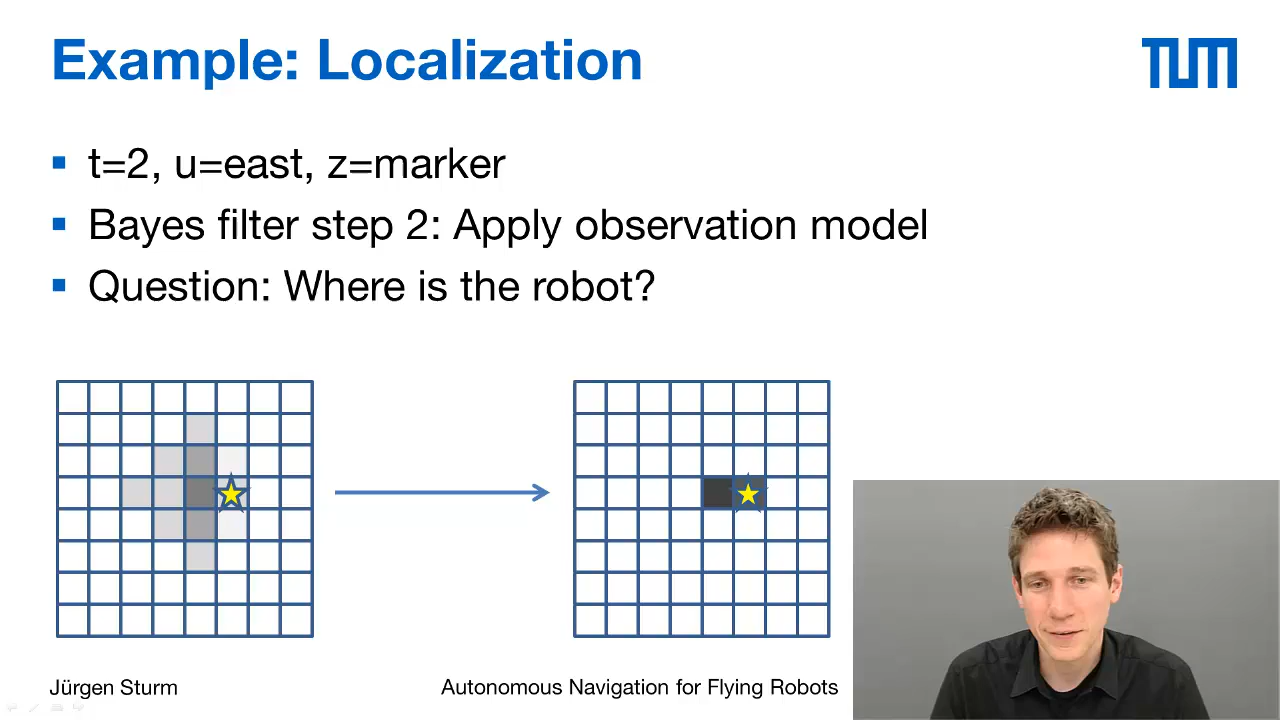 Example: Localization
TUM
t=2, u=east, z=marker
Bayes filter step 2: Apply observation model
Question: Where is the robot?
Jürgen Sturm
Autonomous Navigation for Flying Robots